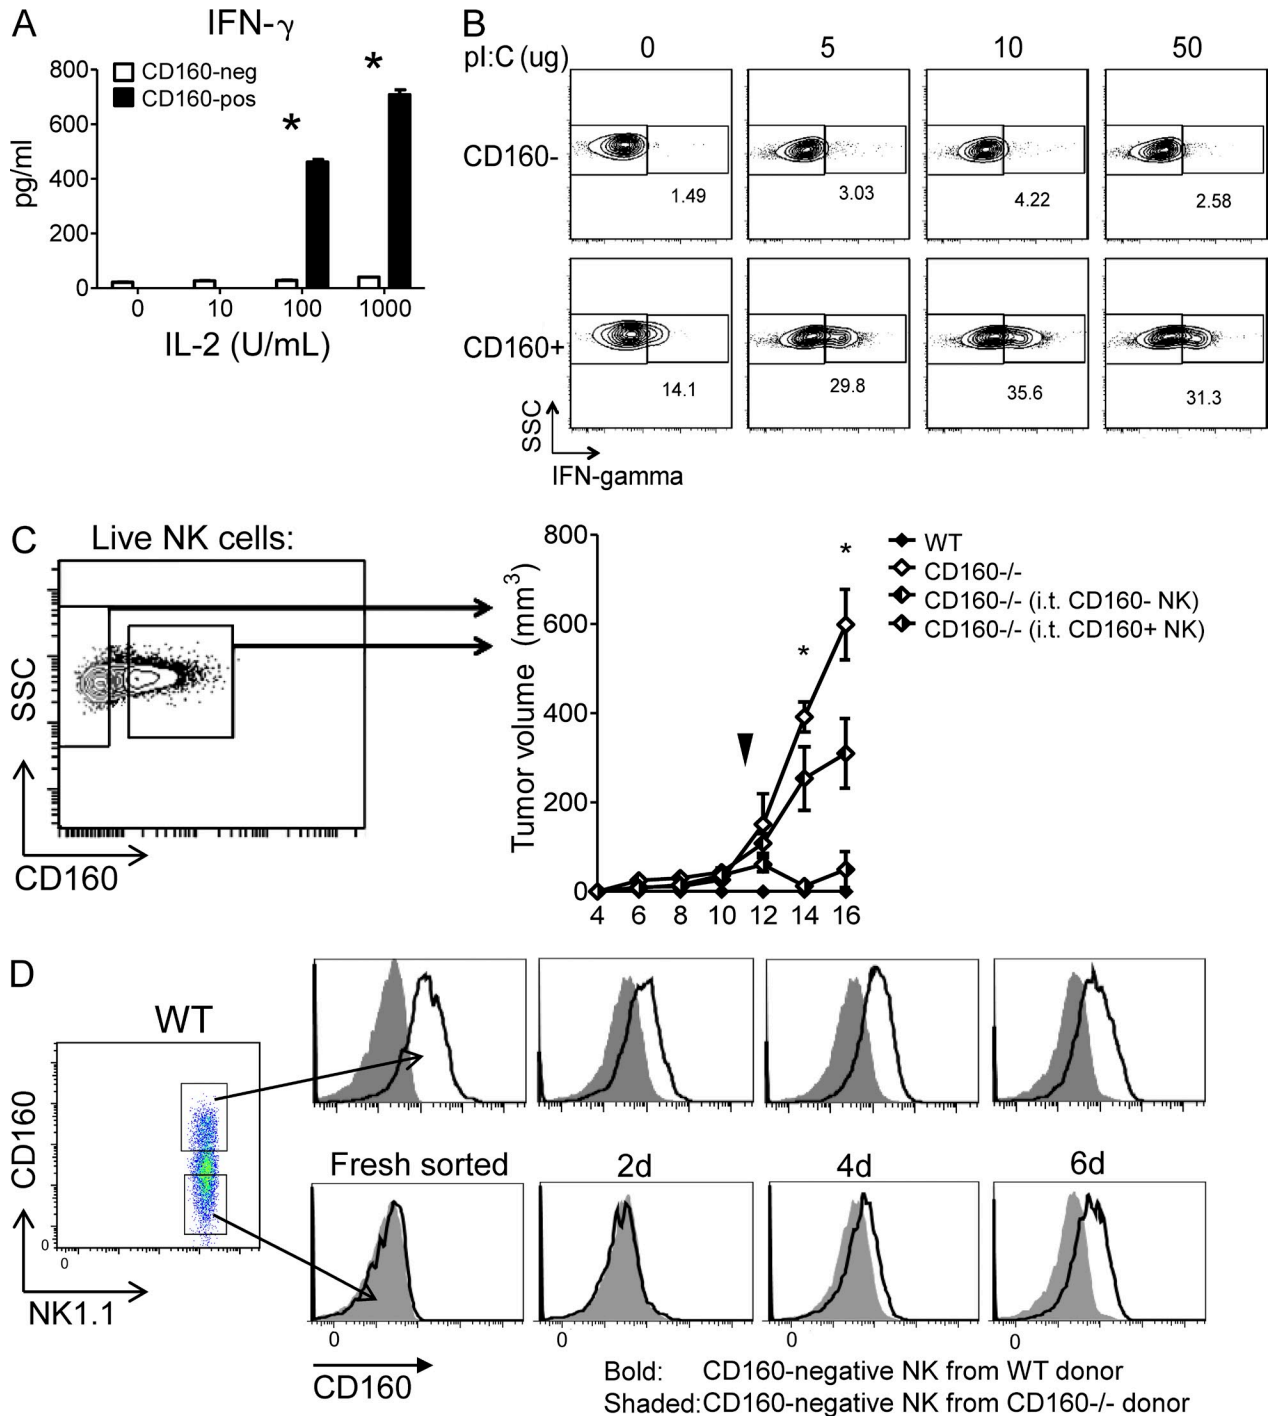 A
IFN-γ
CD160-neg
CD160-pos
pg/ml
800
600
400
200
0
*
*
0 10 100 1000
IL-2 (U/mL)
B
pI:C (ug) 0 5 10 50
CD160-
1.49 3.03 4.22 2.58
CD160+
14.1 29.8 35.6 31.3
SSC
IFN-gamma
C
Live NK cells:
SSC
CD160
Tumor volume (mm3)
800
600
400
200
0
*
*
4 6 8 10 12 14 16
WT
CD160-/-
CD160-/- (i.t. CD160- NK)
CD160-/- (i.t. CD160+ NK)
D
WT
CD160
0
0
NK1.1
Fresh sorted 2d 4d 6d
0 0 0 0
CD160
Bold: CD160-negative NK from WT donor
Shaded:CD160-negative NK from CD160-/- donor